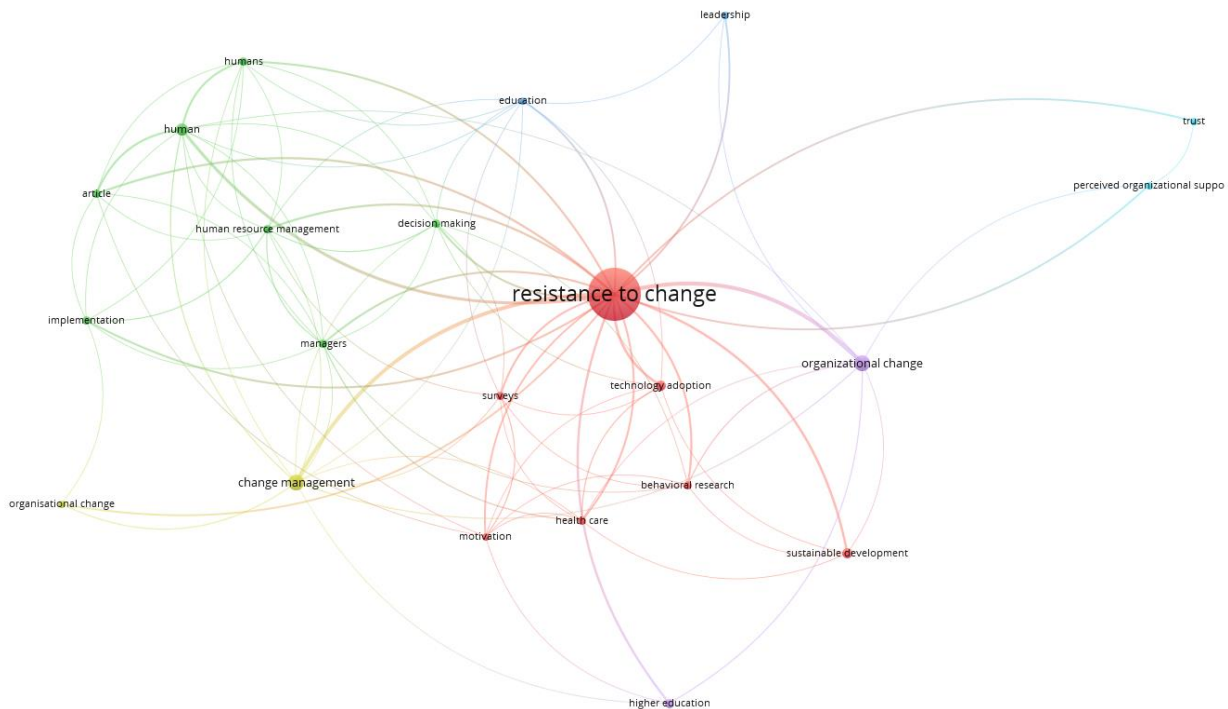 leadership
humans
education
trust
human
perceived organizational suppo
article
decision making
human resource management
resistance to change
implementation
managers
organizational change
technology adoption
surveys
change management
behavioral research
organisational change
health care
motivation
sustainable development
higher education